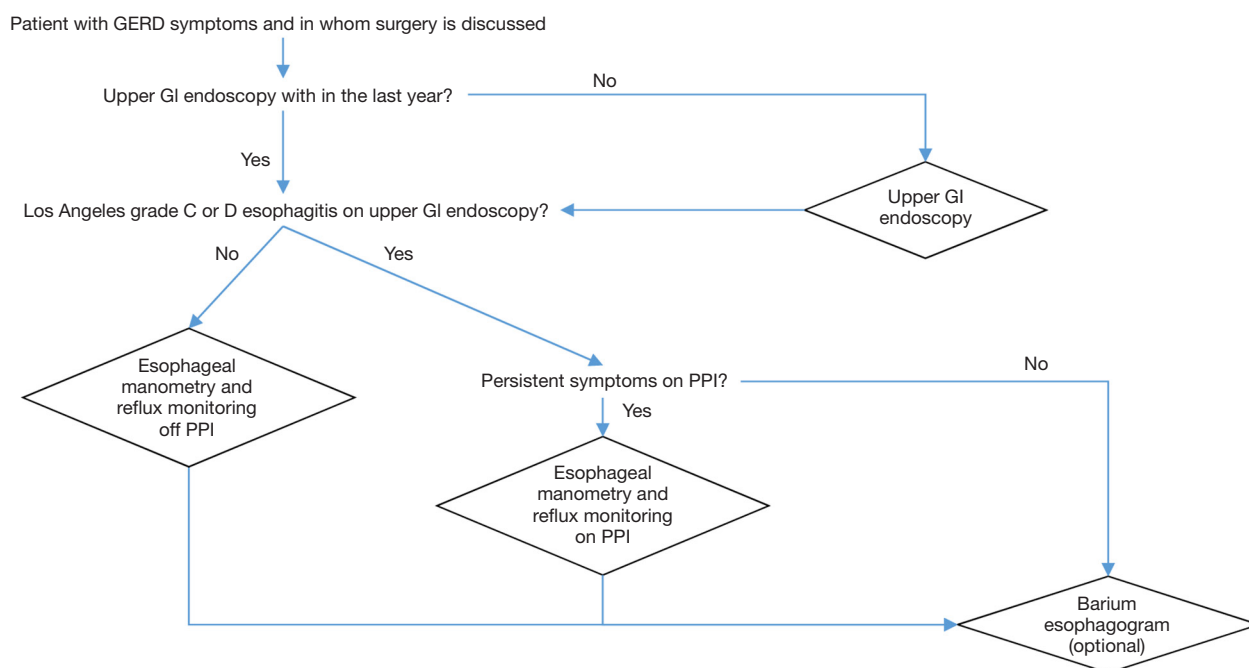 Patient with GERD symptoms and in whom surgery is discussed
No
Upper GI endoscopy with in the last year?
Yes
Upper GI
endoscopy
Los Angeles grade C or D esophagitis on upper GI endoscopy?
No
Yes
Esophageal
manometry and
reflux monitoring
off PPI
Persistent symptoms on PPI?
No
Yes
Esophageal
manometry and
reflux monitoring
on PPI
Barium
esophagogram
(optional)